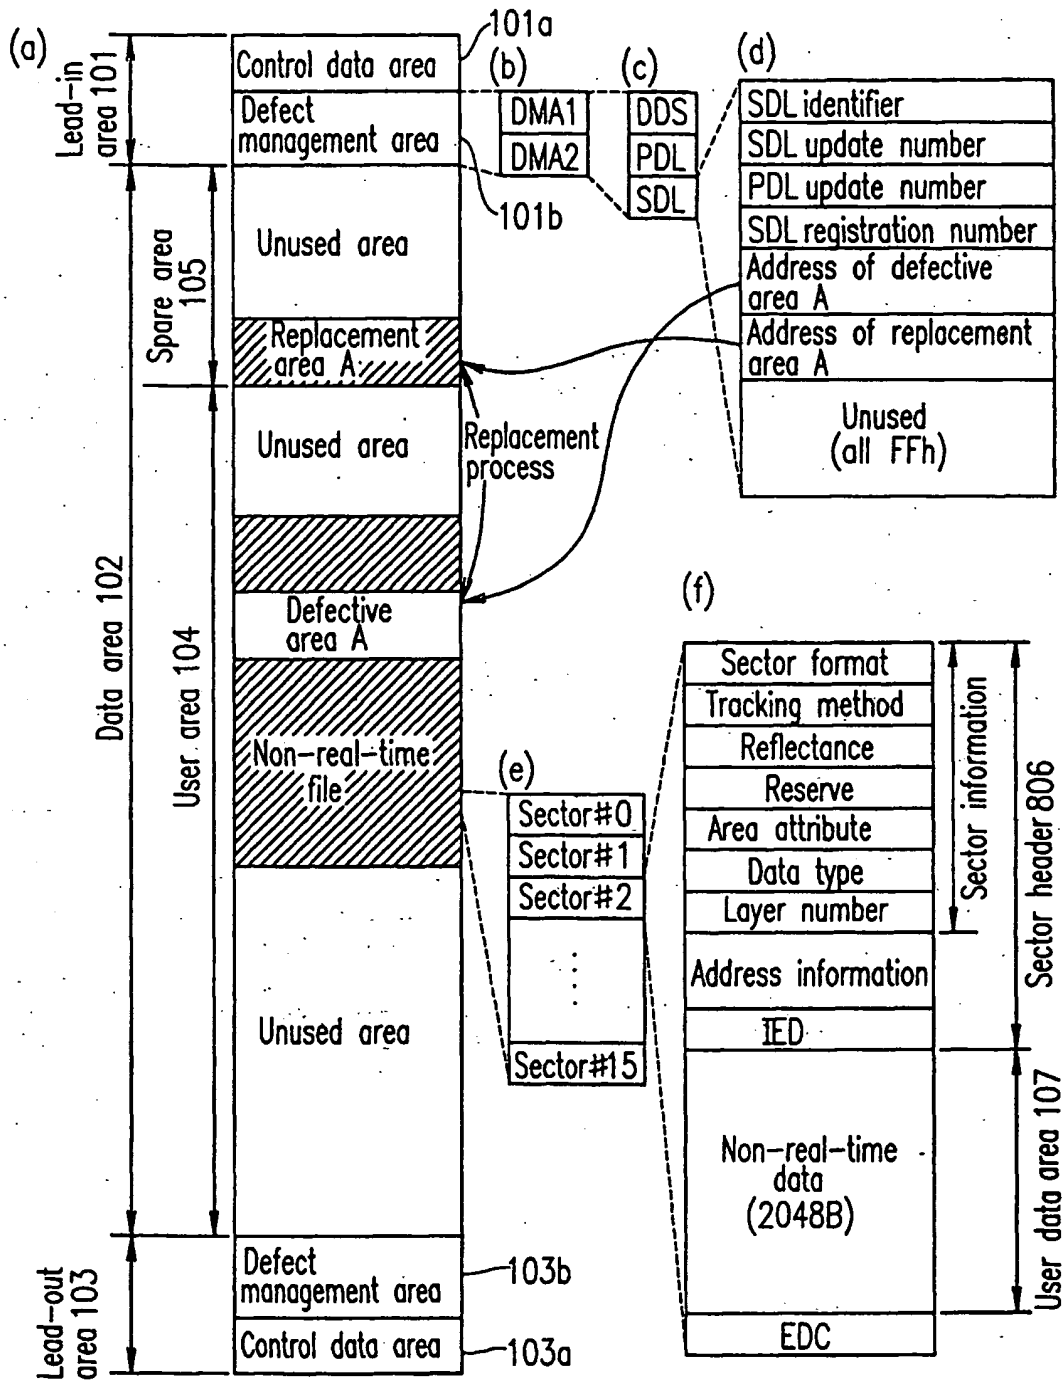 (a)
Lead-in
area 101
Data area 102
Spare area
105
User area 104
Lead-out
area 103
101a
Control data area
Defect
management area
101b
Unused area
Replacement
area A
Unused area
Replacement
process
Defective
area A
Non-real-time
file
Unused area
Defect
management area
103b
Control data area
103a
(b)
DMA1
DMA2
(c)
DDS
PDL
SDL
(d)
SDL identifier
SDL update number
PDL update number
SDL registration number
Address of defective
area A
Address of replacement
area A
Unused
(all FFh)
(e)
Sector#0
Sector#1
Sector#2
Sector#15
(f)
Sector format
Tracking method
Reflectance
Reserve
Area attribute
Data type
Layer number
Address information
IED
Non-real-time
data
(2048B)
EDC
Sector information
Sector header 806
User data area 107